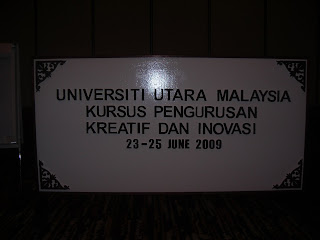 UNIVERSITI UTARA MALAYSIA
KURSUS PENGURUSAN
KREATIF DAN INOVASI
23-25 JUNE 2009